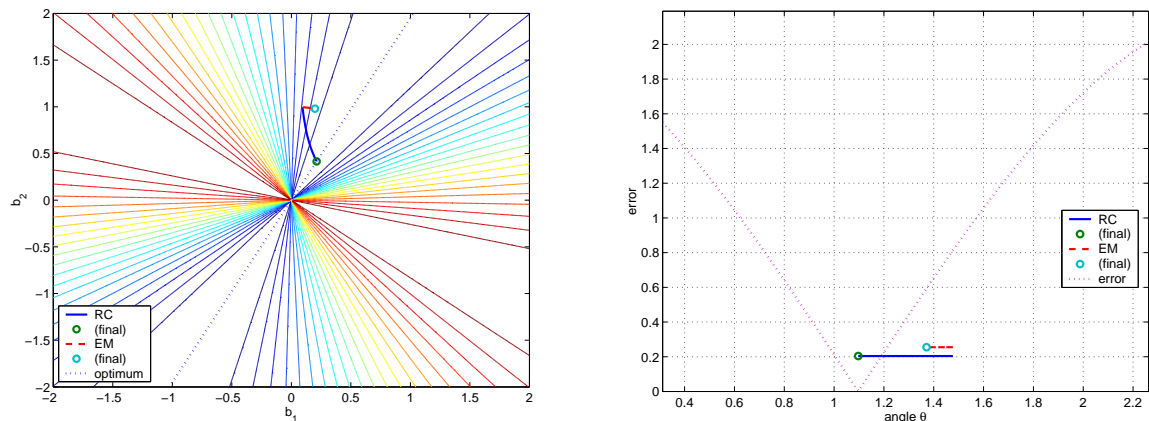 2
1.5
1
0.5
0
−0.5
−1
−1.5
−2
b2
−2 −1.5 −1 −0.5 0 0.5 1 1.5 2
b1
RC
(final)
EM
(final)
optimum
2
1.8
1.6
1.4
1.2
1
0.8
0.6
0.4
0.2
0
error
0.4 0.6 0.8 1 1.2 1.4 1.6 1.8 2 2.2
angle θ
RC
(final)
EM
(final)
error